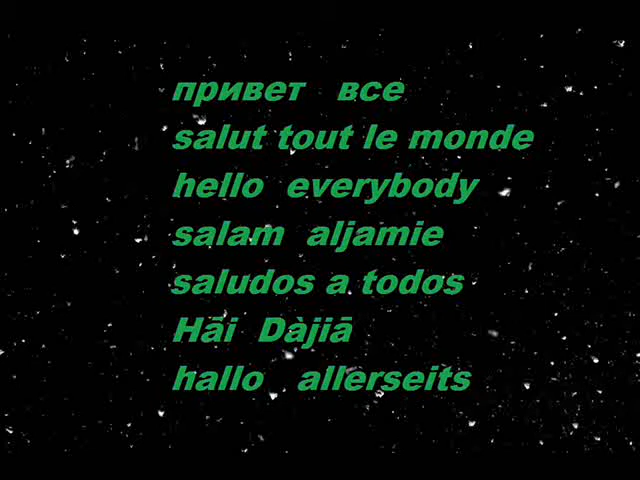 привет все
salut tout le monde
hello everybody
salam aljamie
saludos a todos
Hāi Dàjiā
hallo allerseits